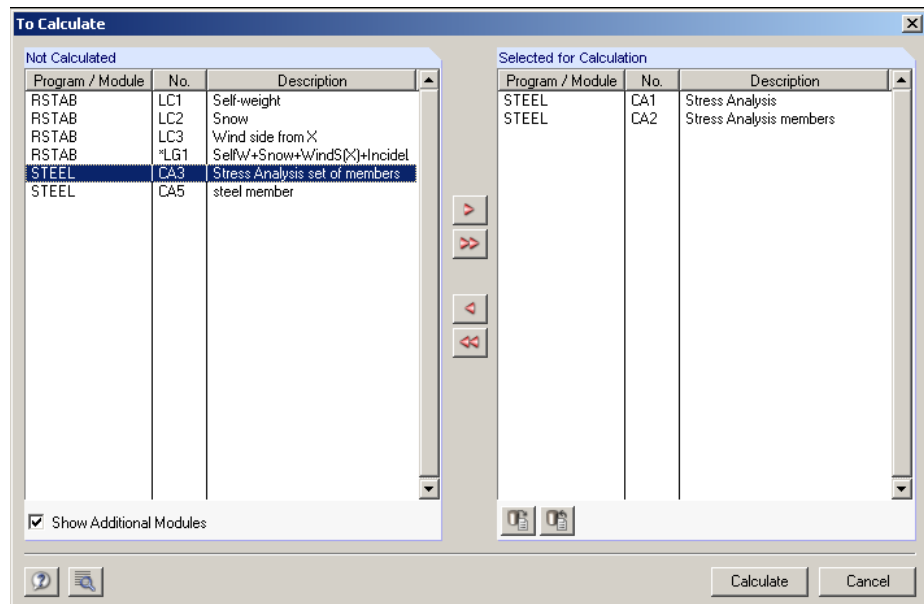 To Calculate
Not Calculated
Program / Module No. Description
RSTAB LC1 Self-weight
RSTAB LC2 Snow
RSTAB LC3 Wind side from X
RSTAB *LG1 SelfW+Snow+WindS(X)+Incidel
STEEL CA3 Stress Analysis set of members
STEEL CA5 steel member
Show Additional Modules
Selected for Calculation
Program / Module No. Description
STEEL CA1 Stress Analysis
STEEL CA2 Stress Analysis members
Calculate Cancel